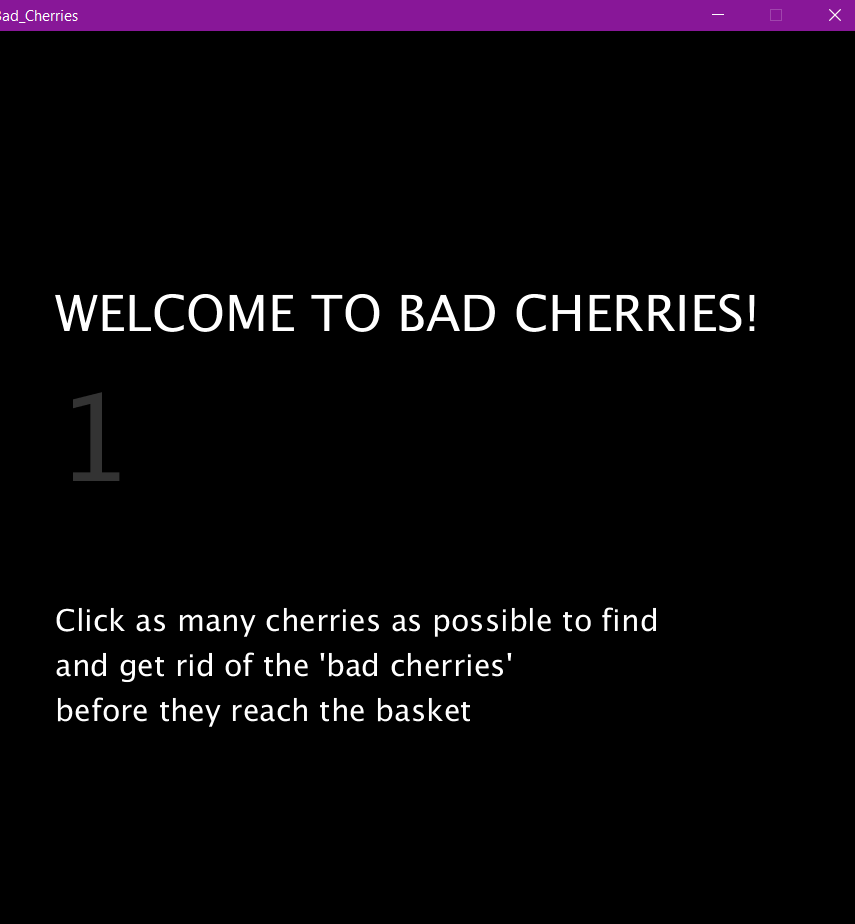 Bad_Cherries
WELCOME TO BAD CHERRIES!
1
Click as many cherries as possible to find
and get rid of the 'bad cherries'
before they reach the basket